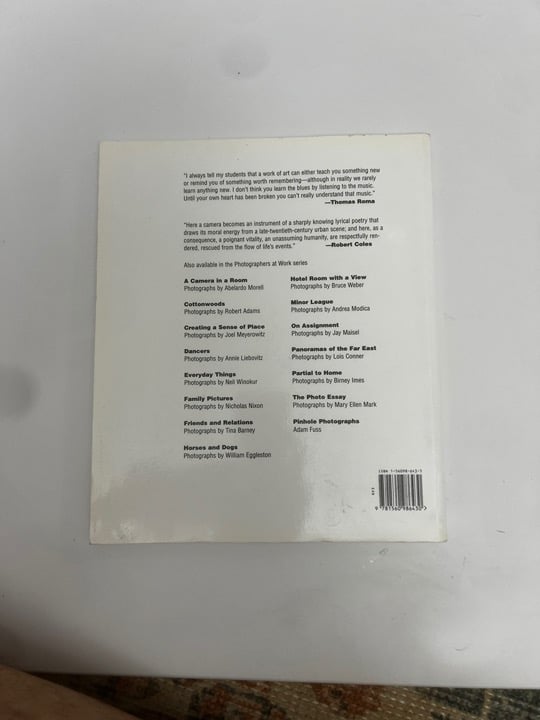 "I always tell my students that a work of art can either teach you something new
or remind you of something worth remembering—although in reality we rarely
learn anything new. I don't think you learn the blues by listening to the music.
Until your own heart has been broken you can't really understand that music."
—Thomas Roma
"Here a camera becomes an instrument of a sharply knowing lyrical poetry that
draws its moral energy from a late-twentieth-century urban scene; and here, as a
consequence, a poignant vitality, an unassuming humanity, are respectfully ren-
dered, rescued from the flow of life's events." —Robert Coles
Also available in the Photographers at Work series
A Camera in a Room
Photographs by Abelardo Morell
Cottonwoods
Photographs by Robert Adams
Creating a Sense of Place
Photographs by Joel Meyerowitz
Dancers
Photographs by Annie Liebovitz
Everyday Things
Photographs by Neil Winokur
Family Pictures
Photographs by Nicholas Nixon
Friends and Relations
Photographs by Tina Barney
Horses and Dogs
Photographs by William Eggleston
Hotel Room with a View
Photographs by Bruce Weber
Minor League
Photographs by Andrea Modica
On Assignment
Photographs by Jay Maisel
Panoramas of the Far East
Photographs by Lois Conner
Partial to Home
Photographs by Birney Imes
The Photo Essay
Photographs by Mary Ellen Mark
Pinhole Photographs
Adam Fuss
ISBN 1-56098-643-5
9 781560 986430